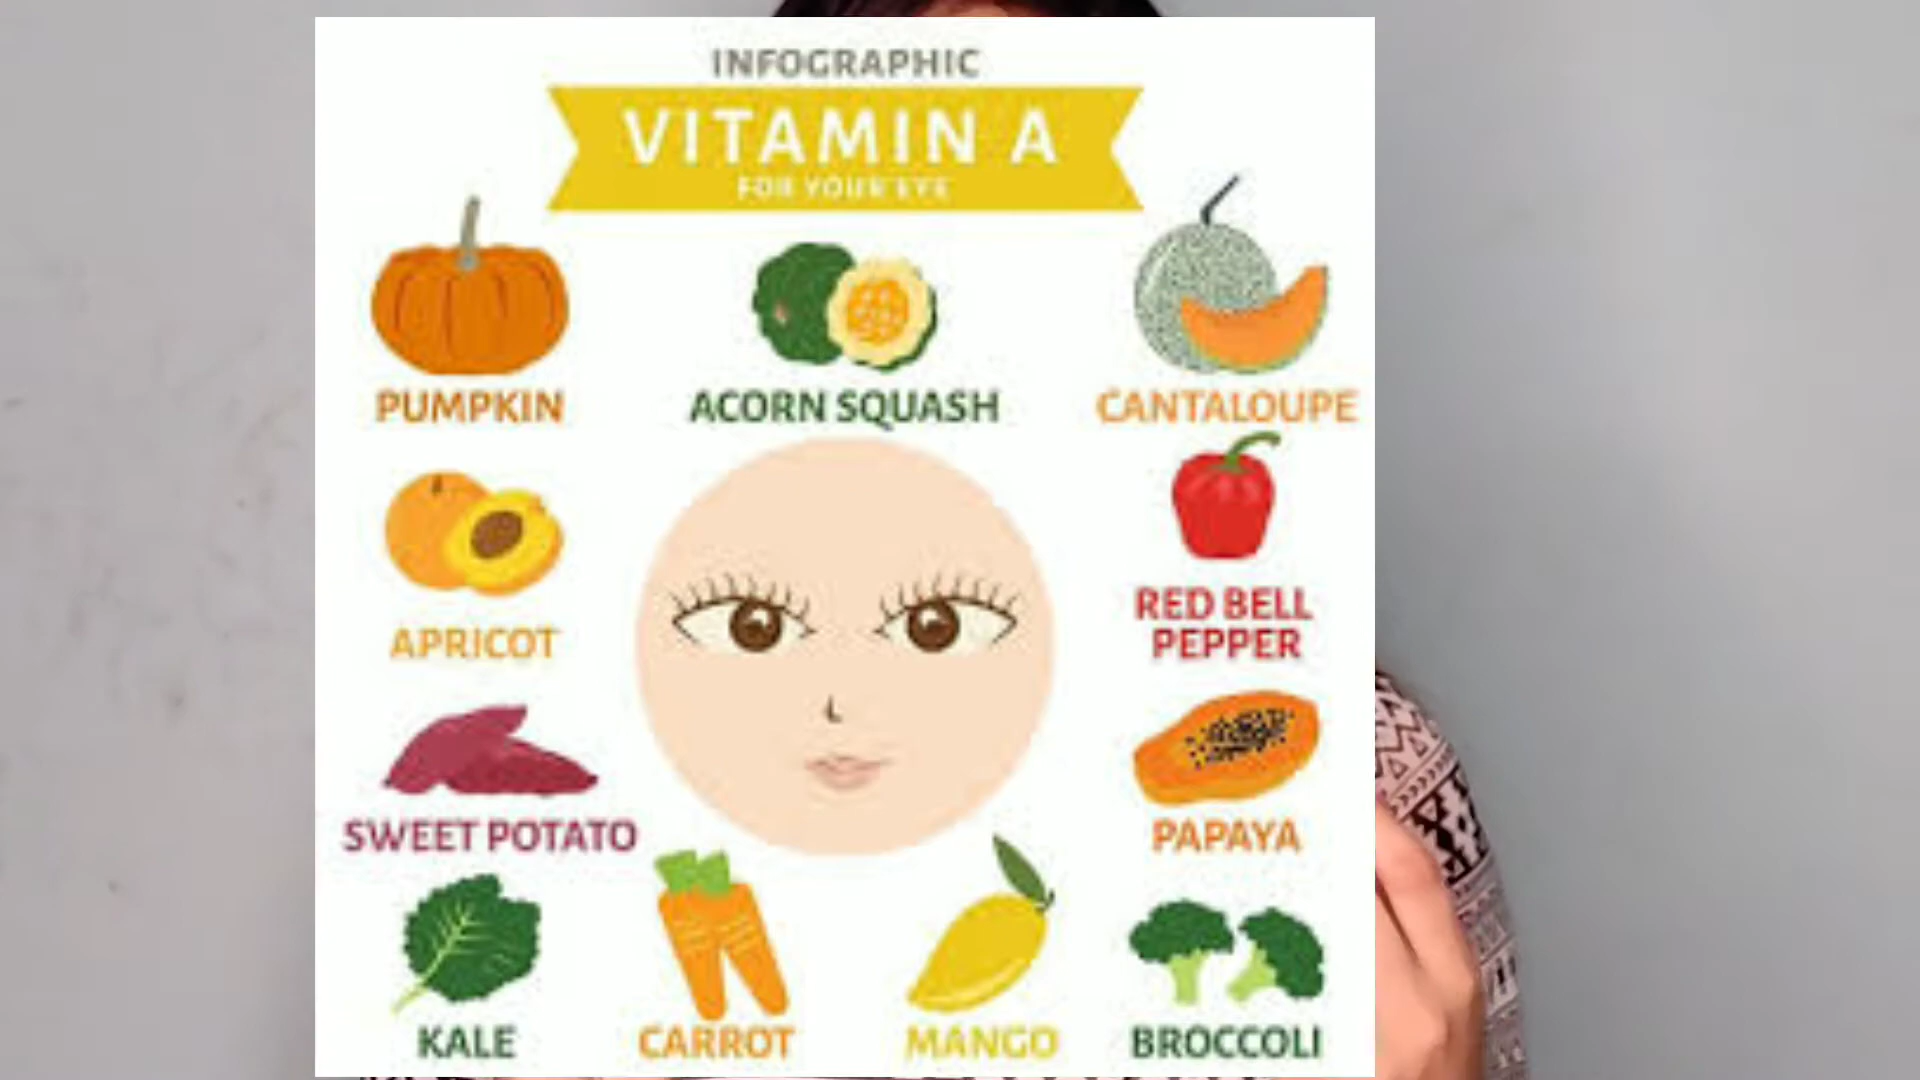 INFOGRAPHIC
VITAMIN A
FOR YOUR EYE
PUMPKIN
ACORN SQUASH
CANTALOUPE
APRICOT
RED BELL
PEPPER
SWEET POTATO
PAPAYA
KALE
CARROT
MANGO
BROCCOLI